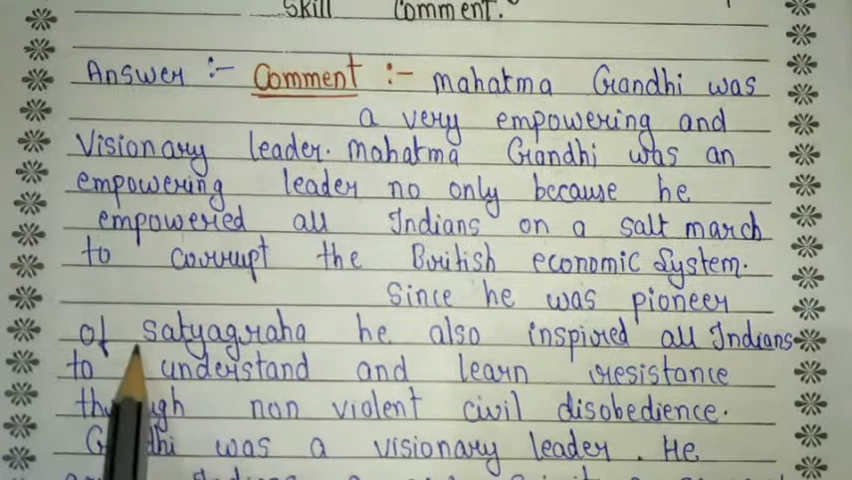 Skill Comment.
Answer :- Comment :- mahatma Gandhi was
a very empowering and
Visionary leader. mahatma Gandhi was an
empowering leader no only because he
empowered all Indians on a salt march
to corrupt the British economic System.
Since he was pioneer
of satyagraha he also inspired all Indians
to understand and learn resistance
non violent civil disobedience.
was a visionary leader. He